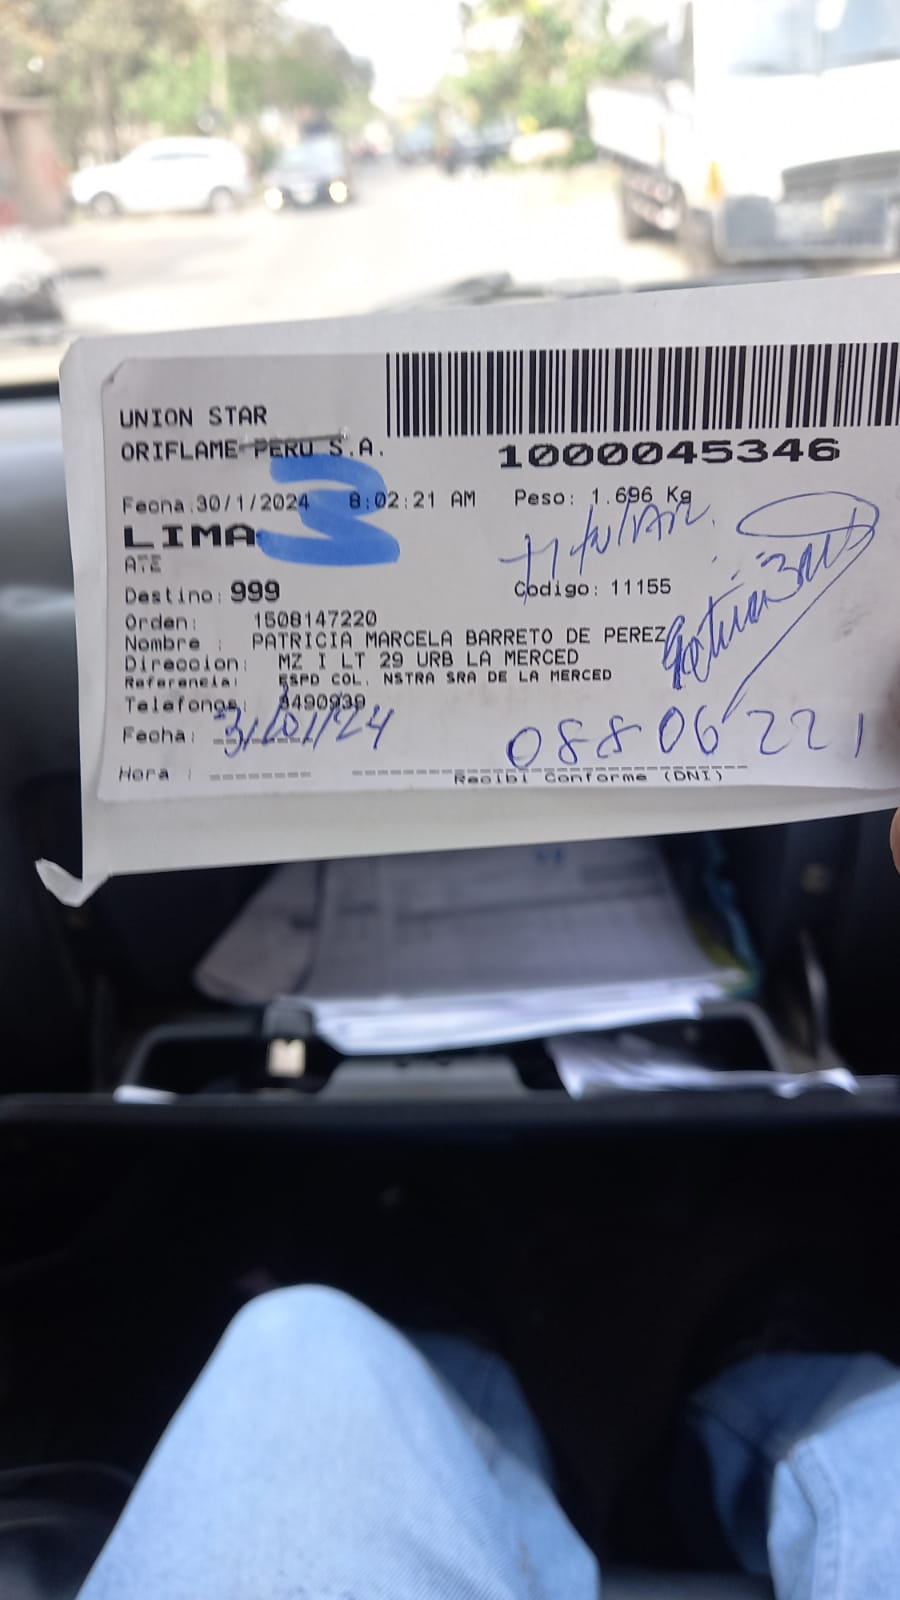 UNION STAR
ORIFLAME PERU S.A.
1000045346
Fecha:30/1/2024 8:02:21 AM Peso: 1.696 Kg
3
LIMA
ATE
Destino: 999 Codigo: 11155
Orden: 1508147220
Nombre : PATRICIA MARCELA BARRETO DE PEREZ
Direccion: MZ I LT 29 URB LA MERCED
Referencia: ESPD COL. NSTRA SRA DE LA MERCED
Telefonos: 3490939
Fecha: 31/01/24
08806221
Hora :
Recibi Conforme (DNI)